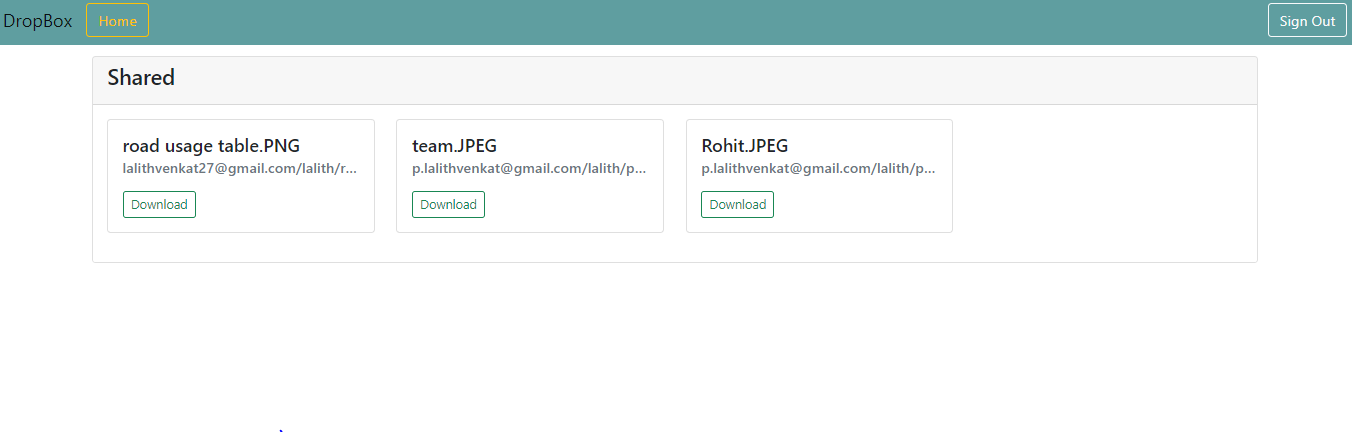 DropBox Home Sign Out
Shared
road usage table.PNG team.JPEG Rohit.JPEG
lalithvenkat27@gmail.com/lalith/r... p.lalithvenkat@gmail.com/lalith/p... p.lalithvenkat@gmail.com/lalith/p...
Download Download Download